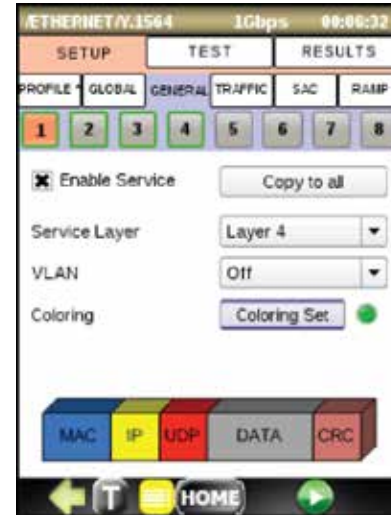 /ETHERNET/Y.1564 1Gbps 00:06:32
SETUP TEST RESULTS
PROFILE GLOBAL GENERAL TRAFFIC SAC RAMP
1 2 3 4 5 6 7 8
Enable Service Copy to all
Service Layer Layer 4
VLAN Off
Coloring Coloring Set
MAC IP UDP DATA CRC
T HOME